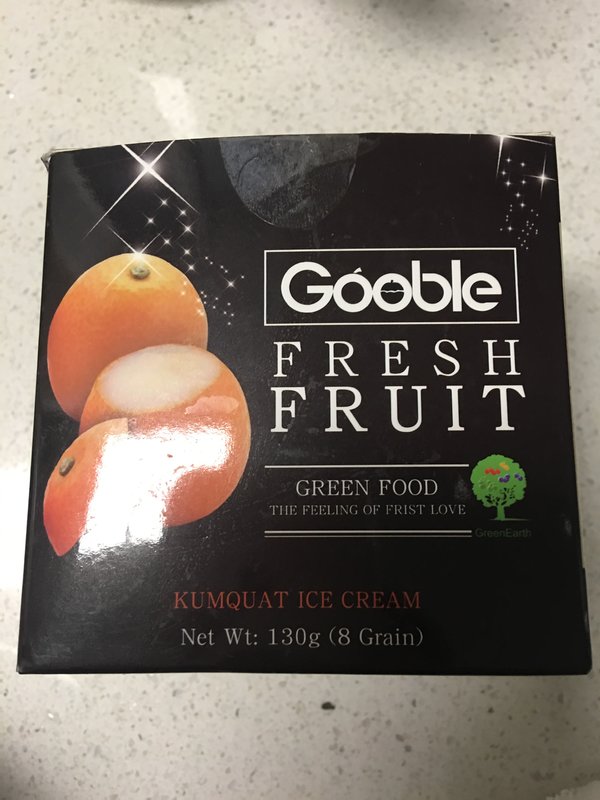 Góoble
FRESH
FRUIT
GREEN FOOD
THE FEELING OF FRIST LOVE
GreenEarth
KUMQUAT ICE CREAM
Net Wt: 130g (8 Grain)